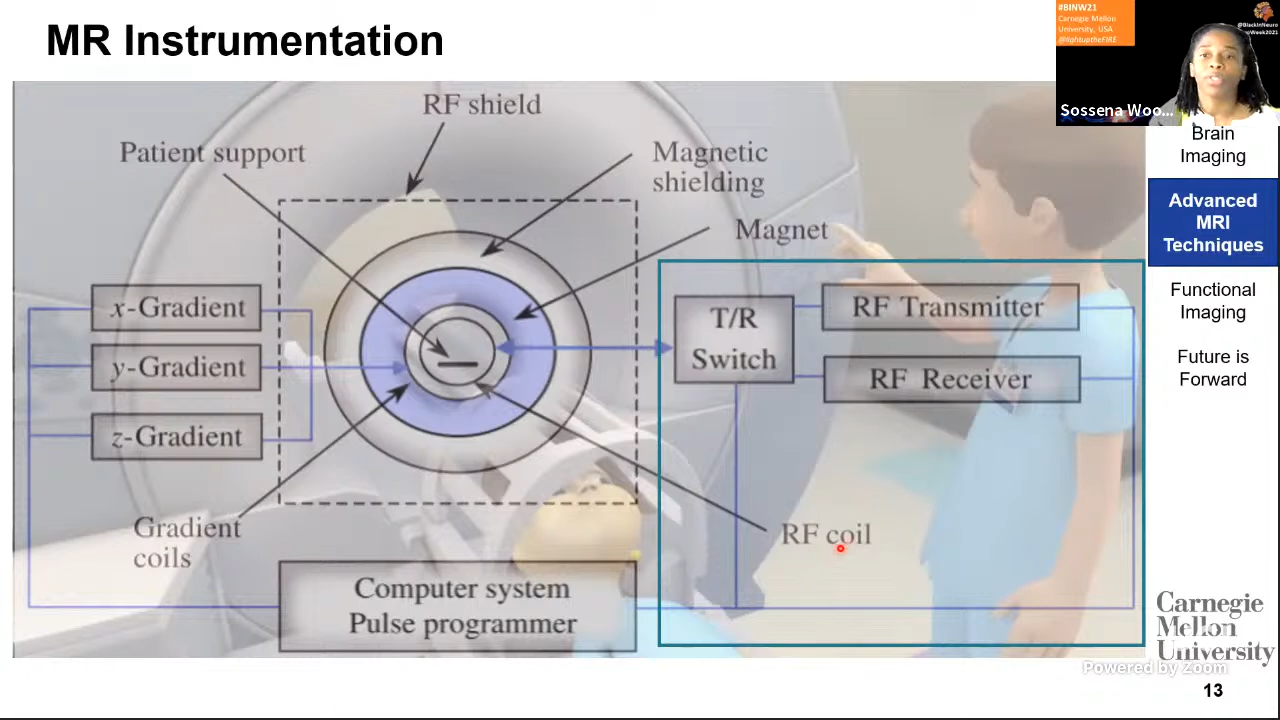 MR Instrumentation
#BINW21
Carnegie Mellon
University, USA
@lightuptheFIRE
@BlackInNeuro
Sossena Woo...
RF shield
Patient support
Magnetic
shielding
Magnet
x-Gradient
y-Gradient
z-Gradient
T/R
Switch
RF Transmitter
RF Receiver
Gradient
coils
RF coil
Computer system
Pulse programmer
Brain
Imaging
Advanced
MRI
Techniques
Functional
Imaging
Future is
Forward
Carnegie
Mellon
University
Powered by Zoom
13